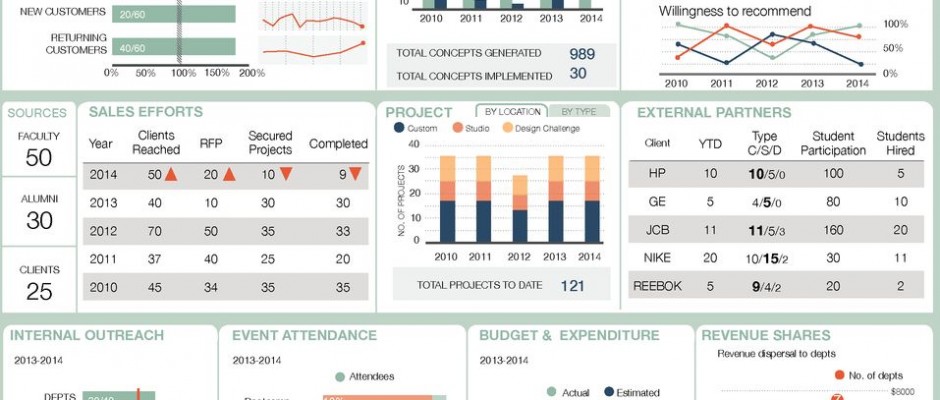 NEW CUSTOMERS
20/60
RETURNING
CUSTOMERS
40/60
0% 50% 100% 150% 200%
10
2010 2011 2012 2013 2014
TOTAL CONCEPTS GENERATED 989
TOTAL CONCEPTS IMPLEMENTED 30
Willingness to recommend
100%
50%
0%
2010 2011 2012 2013 2014
SOURCES
FACULTY
50
ALUMNI
30
CLIENTS
25
SALES EFFORTS
Year Clients Reached RFP Secured Projects Completed
2014 50 20 10 9
2013 40 10 30 30
2012 70 50 35 33
2011 37 40 25 20
2010 45 34 35 35
PROJECT BY LOCATION BY TYPE
Custom Studio Design Challenge
NO. OF PROJECTS
40
30
20
10
0
2010 2011 2012 2013 2014
TOTAL PROJECTS TO DATE 121
EXTERNAL PARTNERS
Client YTD Type C/S/D Student Participation Students Hired
HP 10 10/5/0 100 5
GE 5 4/5/0 80 10
JCB 11 11/5/3 160 20
NIKE 20 10/15/2 30 11
REEBOK 5 9/4/2 20 2
INTERNAL OUTREACH
2013-2014
DEPTS
EVENT ATTENDANCE
2013-2014
Attendees
BUDGET & EXPENDITURE
2013-2014
Actual Estimated
REVENUE SHARES
Revenue dispersal to depts
No. of depts
$6000
7